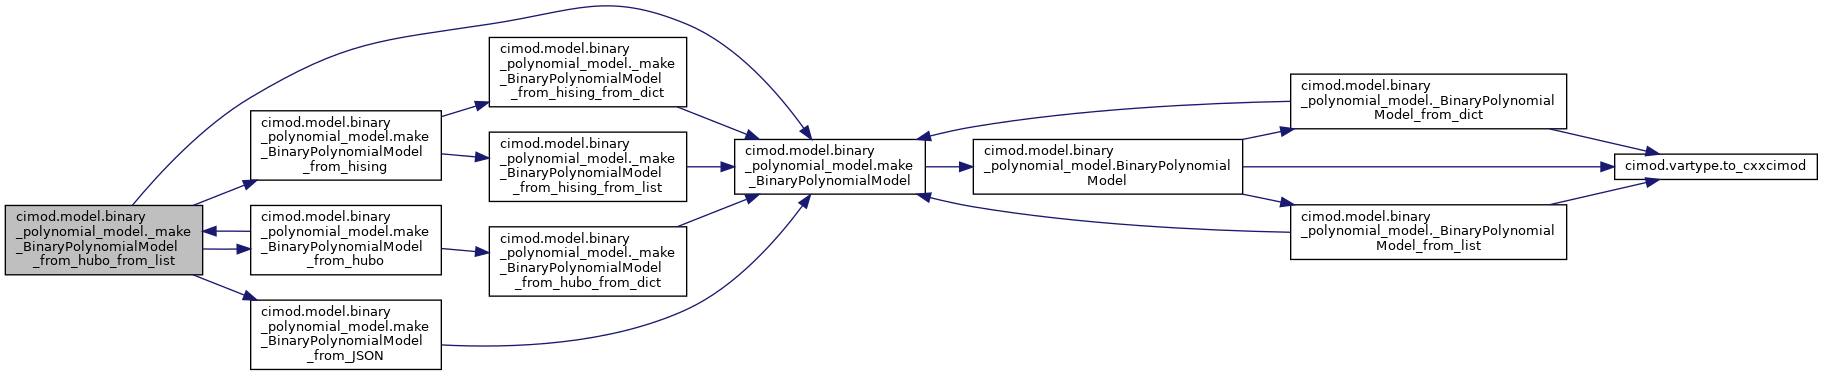 cimod.model.binary
_polynomial_model._make
_BinaryPolynomialModel
_from_hubo_from_list
cimod.model.binary
_polynomial_model.make
_BinaryPolynomialModel
_from_hising
cimod.model.binary
_polynomial_model.make
_BinaryPolynomialModel
_from_hubo
cimod.model.binary
_polynomial_model.make
_BinaryPolynomialModel
_from_JSON
cimod.model.binary
_polynomial_model._make
_BinaryPolynomialModel
_from_hising_from_dict
cimod.model.binary
_polynomial_model._make
_BinaryPolynomialModel
_from_hising_from_list
cimod.model.binary
_polynomial_model._make
_BinaryPolynomialModel
_from_hubo_from_dict
cimod.model.binary
_polynomial_model.make
_BinaryPolynomialModel
cimod.model.binary
_polynomial_model.BinaryPolynomial
Model
cimod.model.binary
_polynomial_model._BinaryPolynomial
Model_from_dict
cimod.model.binary
_polynomial_model._BinaryPolynomial
Model_from_list
cimod.vartype.to_cxxcimod